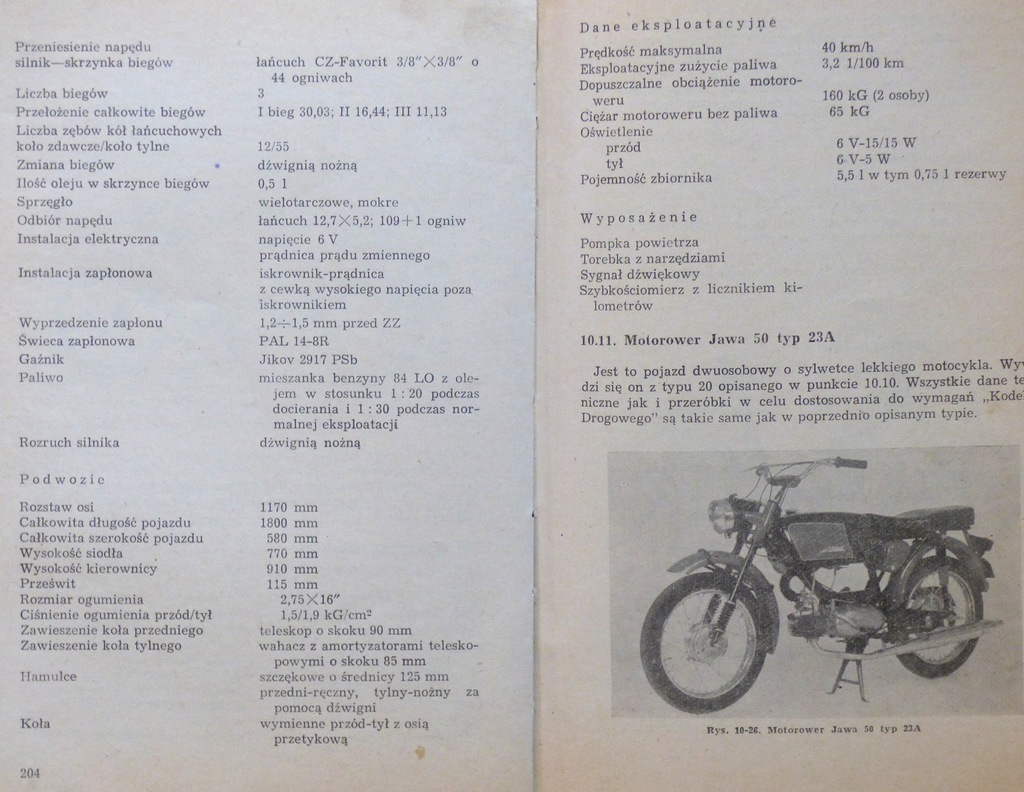 Przeniesienie napędu
silnik—skrzynka biegów łańcuch CZ-Favorit 3/8"×3/8" o
44 ogniwach
Liczba biegów 3
Przełożenie całkowite biegów I bieg 30,03; II 16,44; III 11,13
Liczba zębów kół łańcuchowych
koło zdawcze/koło tylne 12/55
Zmiana biegów dźwignią nożną
Ilość oleju w skrzynce biegów 0,5 l
Sprzęgło wielotarczowe, mokre
Odbiór napędu łańcuch 12,7×5,2; 109+1 ogniw
Instalacja elektryczna napięcie 6 V
prądnica prądu zmiennego
Instalacja zapłonowa iskrownik-prądnica
z cewką wysokiego napięcia poza
iskrownikiem
Wyprzedzenie zapłonu 1,2÷1,5 mm przed ZZ
Świeca zapłonowa PAL 14-8R
Gaźnik Jikov 2917 PSb
Paliwo mieszanka benzyny 84 LO z ole-
jem w stosunku 1 : 20 podczas
docierania i 1 : 30 podczas nor-
malnej eksploatacji
Rozruch silnika dźwignią nożną
Podwozie
Rozstaw osi 1170 mm
Całkowita długość pojazdu 1800 mm
Całkowita szerokość pojazdu 580 mm
Wysokość siodła 770 mm
Wysokość kierownicy 910 mm
Prześwit 115 mm
Rozmiar ogumienia 2,75×16"
Ciśnienie ogumienia przód/tył 1,5/1,9 kG/cm²
Zawieszenie koła przedniego teleskop o skoku 90 mm
Zawieszenie koła tylnego wahacz z amortyzatorami telesko-
powymi o skoku 85 mm
Hamulce szczękowe o średnicy 125 mm
przedni-ręczny, tylny-nożny za
pomocą dźwigni
Koła wymienne przód-tył z osią
przetykową
204
Dane eksploatacyjne
Prędkość maksymalna 40 km/h
Eksploatacyjne zużycie paliwa 3,2 1/100 km
Dopuszczalne obciążenie motoro-
weru 160 kG (2 osoby)
Ciężar motoroweru bez paliwa 65 kG
Oświetlenie
przód 6 V-15/15 W
tył 6 V-5 W
Pojemność zbiornika 5,5 l w tym 0,75 l rezerwy
Wyposażenie
Pompka powietrza
Torebka z narzędziami
Sygnał dźwiękowy
Szybkościomierz z licznikiem ki-
lometrów
10.11. Motorower Jawa 50 typ 23A
Jest to pojazd dwuosobowy o sylwetce lekkiego motocykla. Wy
dzi się on z typu 20 opisanego w punkcie 10.10. Wszystkie dane te
niczne jak i przeróbki w celu dostosowania do wymagań „Kode
Drogowego" są takie same jak w poprzednio opisanym typie.
Rys. 10-26. Motorower Jawa 50 typ 23A